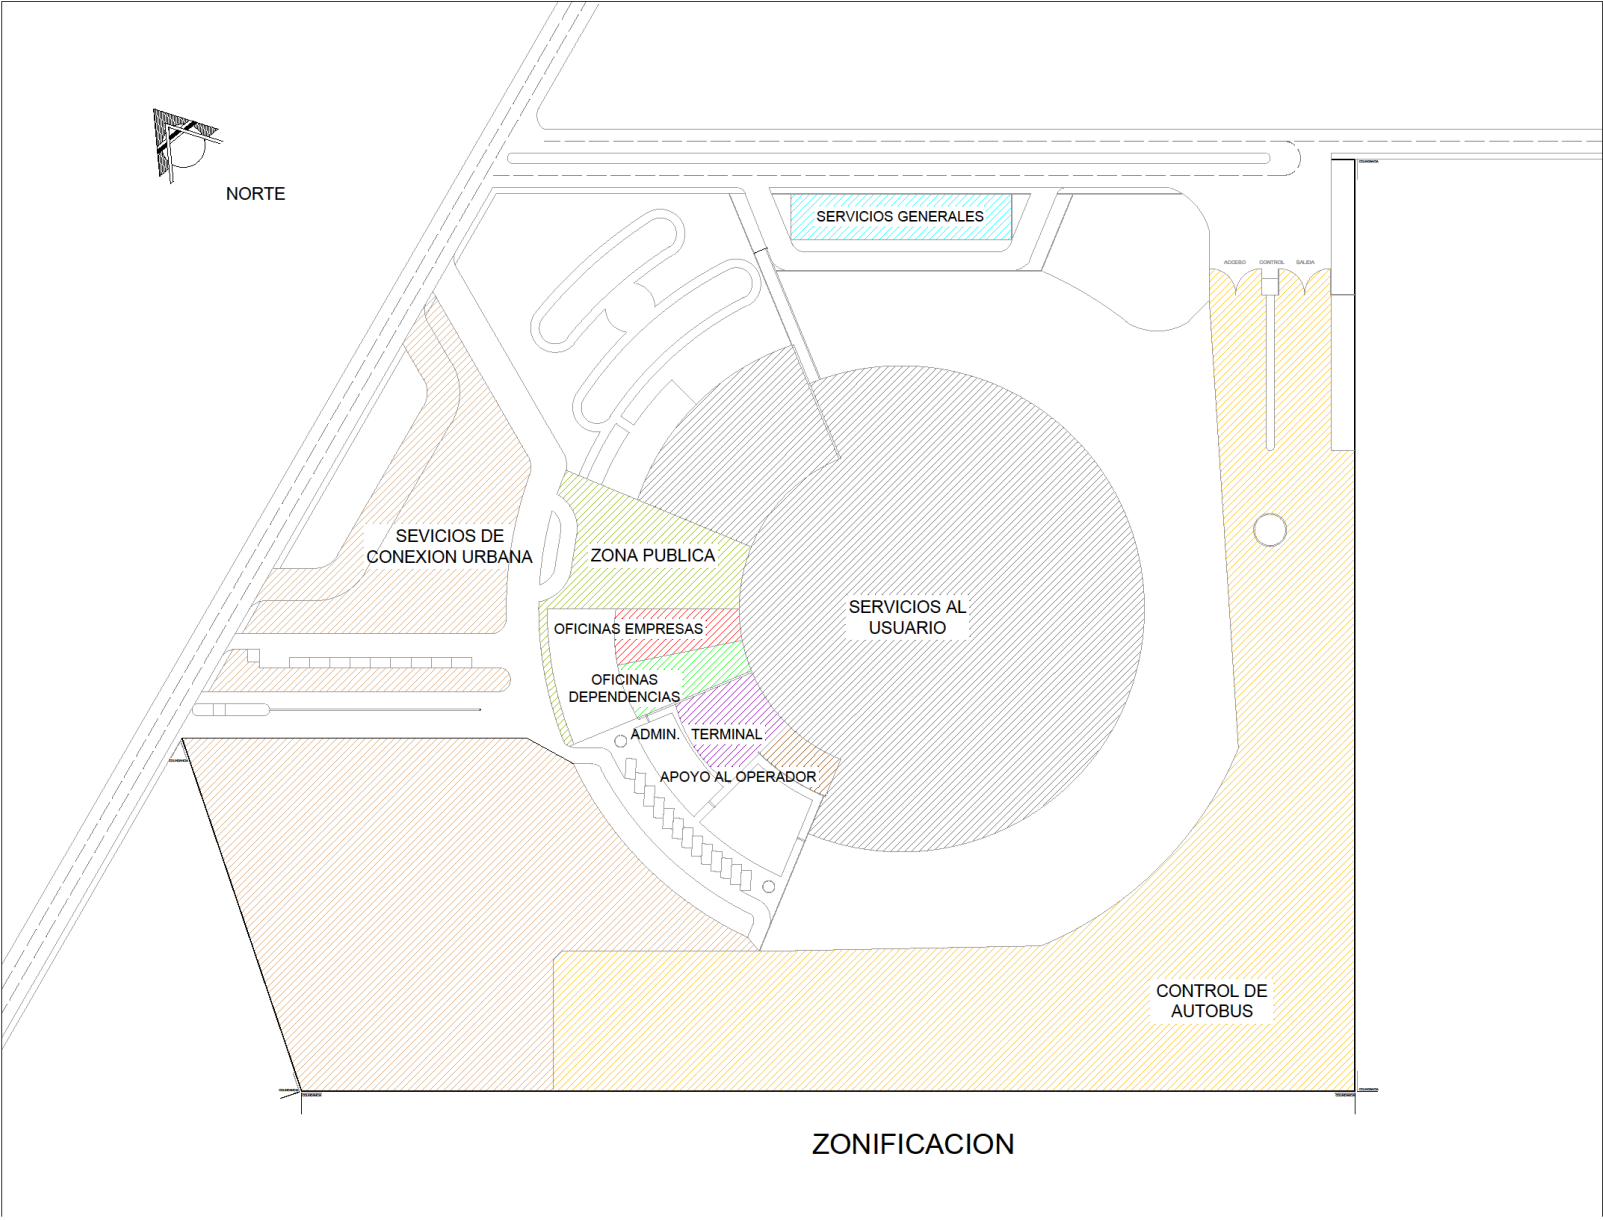 NORTE
SERVICIOS GENERALES
ACCESO CONTROL SALIDA
SEVICIOS DE
CONEXION URBANA
ZONA PUBLICA
SERVICIOS AL
USUARIO
OFICINAS EMPRESAS
OFICINAS
DEPENDENCIAS
ADMIN. TERMINAL
APOYO AL OPERADOR
CONTROL DE
AUTOBUS
ZONIFICACION